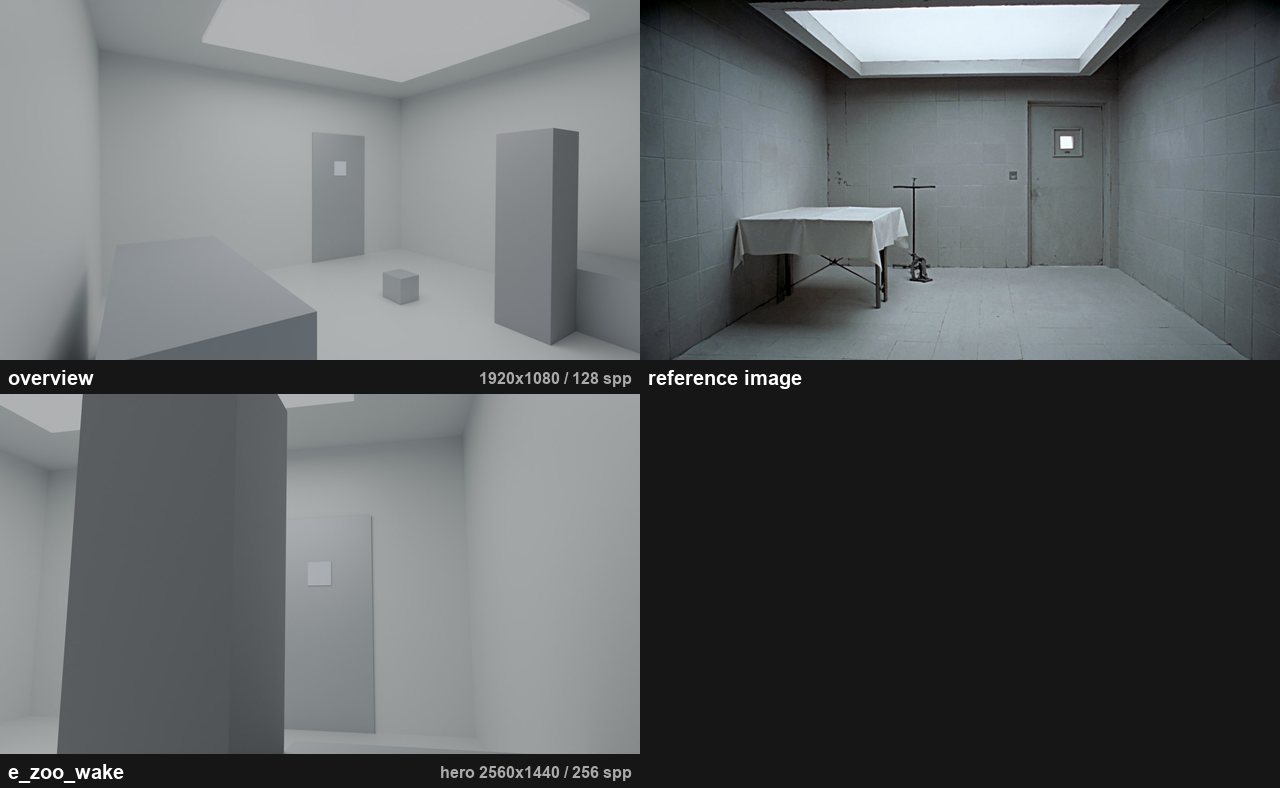 overview
1920x1080 / 128 spp
reference image
e_zoo_wake
hero 2560x1440 / 256 spp